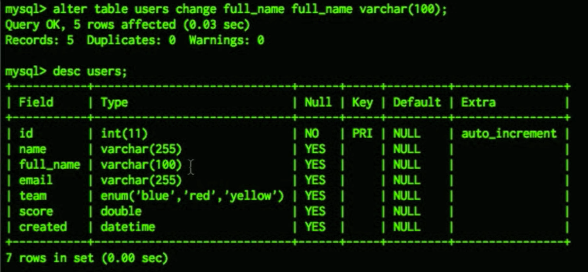 mysql> alter table users change full_name full_name varchar(100);
Query OK, 5 rows affected (0.03 sec)
Records: 5  Duplicates: 0  Warnings: 0
mysql> desc users;
+-----------+----------------------------+------+-----+---------+----------------+
| Field     | Type                       | Null | Key | Default | Extra          |
+-----------+----------------------------+------+-----+---------+----------------+
| id        | int(11)                    | NO   | PRI | NULL    | auto_increment |
| name      | varchar(255)               | YES  |     | NULL    |                |
| full_name | varchar(100)               | YES  |     | NULL    |                |
| email     | varchar(255)               | YES  |     | NULL    |                |
| team      | enum('blue','red','yellow') | YES  |     | NULL    |                |
| score     | double                     | YES  |     | NULL    |                |
| created   | datetime                   | YES  |     | NULL    |                |
+-----------+----------------------------+------+-----+---------+----------------+
7 rows in set (0.00 sec)